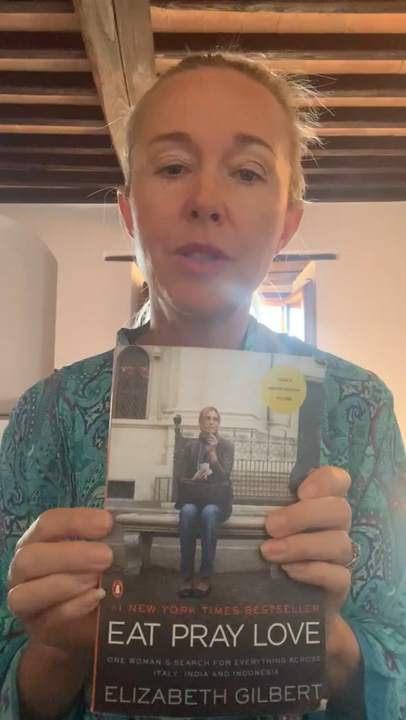 #1 NEW YORK TIMES BESTSELLER
EAT PRAY LOVE
ONE WOMAN'S SEARCH FOR EVERYTHING ACROSS
ITALY, INDIA AND INDONESIA
ELIZABETH GILBERT